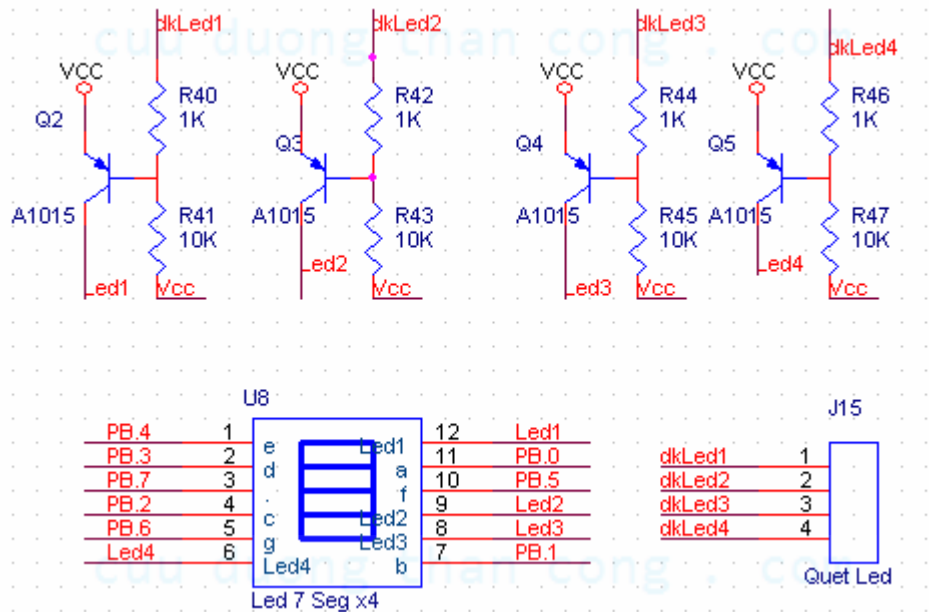 dkLed1 dkLed2 dkLed3 dkLed4
cuu duong than cong . com
VCC VCC VCC VCC
R40 R42 R44 R46
1K 1K 1K 1K
Q2 Q3 Q4 Q5
A1015 A1015 A1015 A1015
R41 R43 R45 R47
10K 10K 10K 10K
Led1 Led2 Led3 Led4
Vcc Vcc Vcc Vcc
U8
PB.4 1 e Led1 12 Led1
PB.3 2 d a 11 PB.0
PB.7 3 . f 10 PB.5
PB.2 4 c Led2 9 Led2
PB.6 5 g Led3 8 Led3
Led4 6 Led4 b 7 PB.1
Led 7 Seg x4
J15
dkLed1 1
dkLed2 2
dkLed3 3
dkLed4 4
Quet Led
cuu duong than cong . com